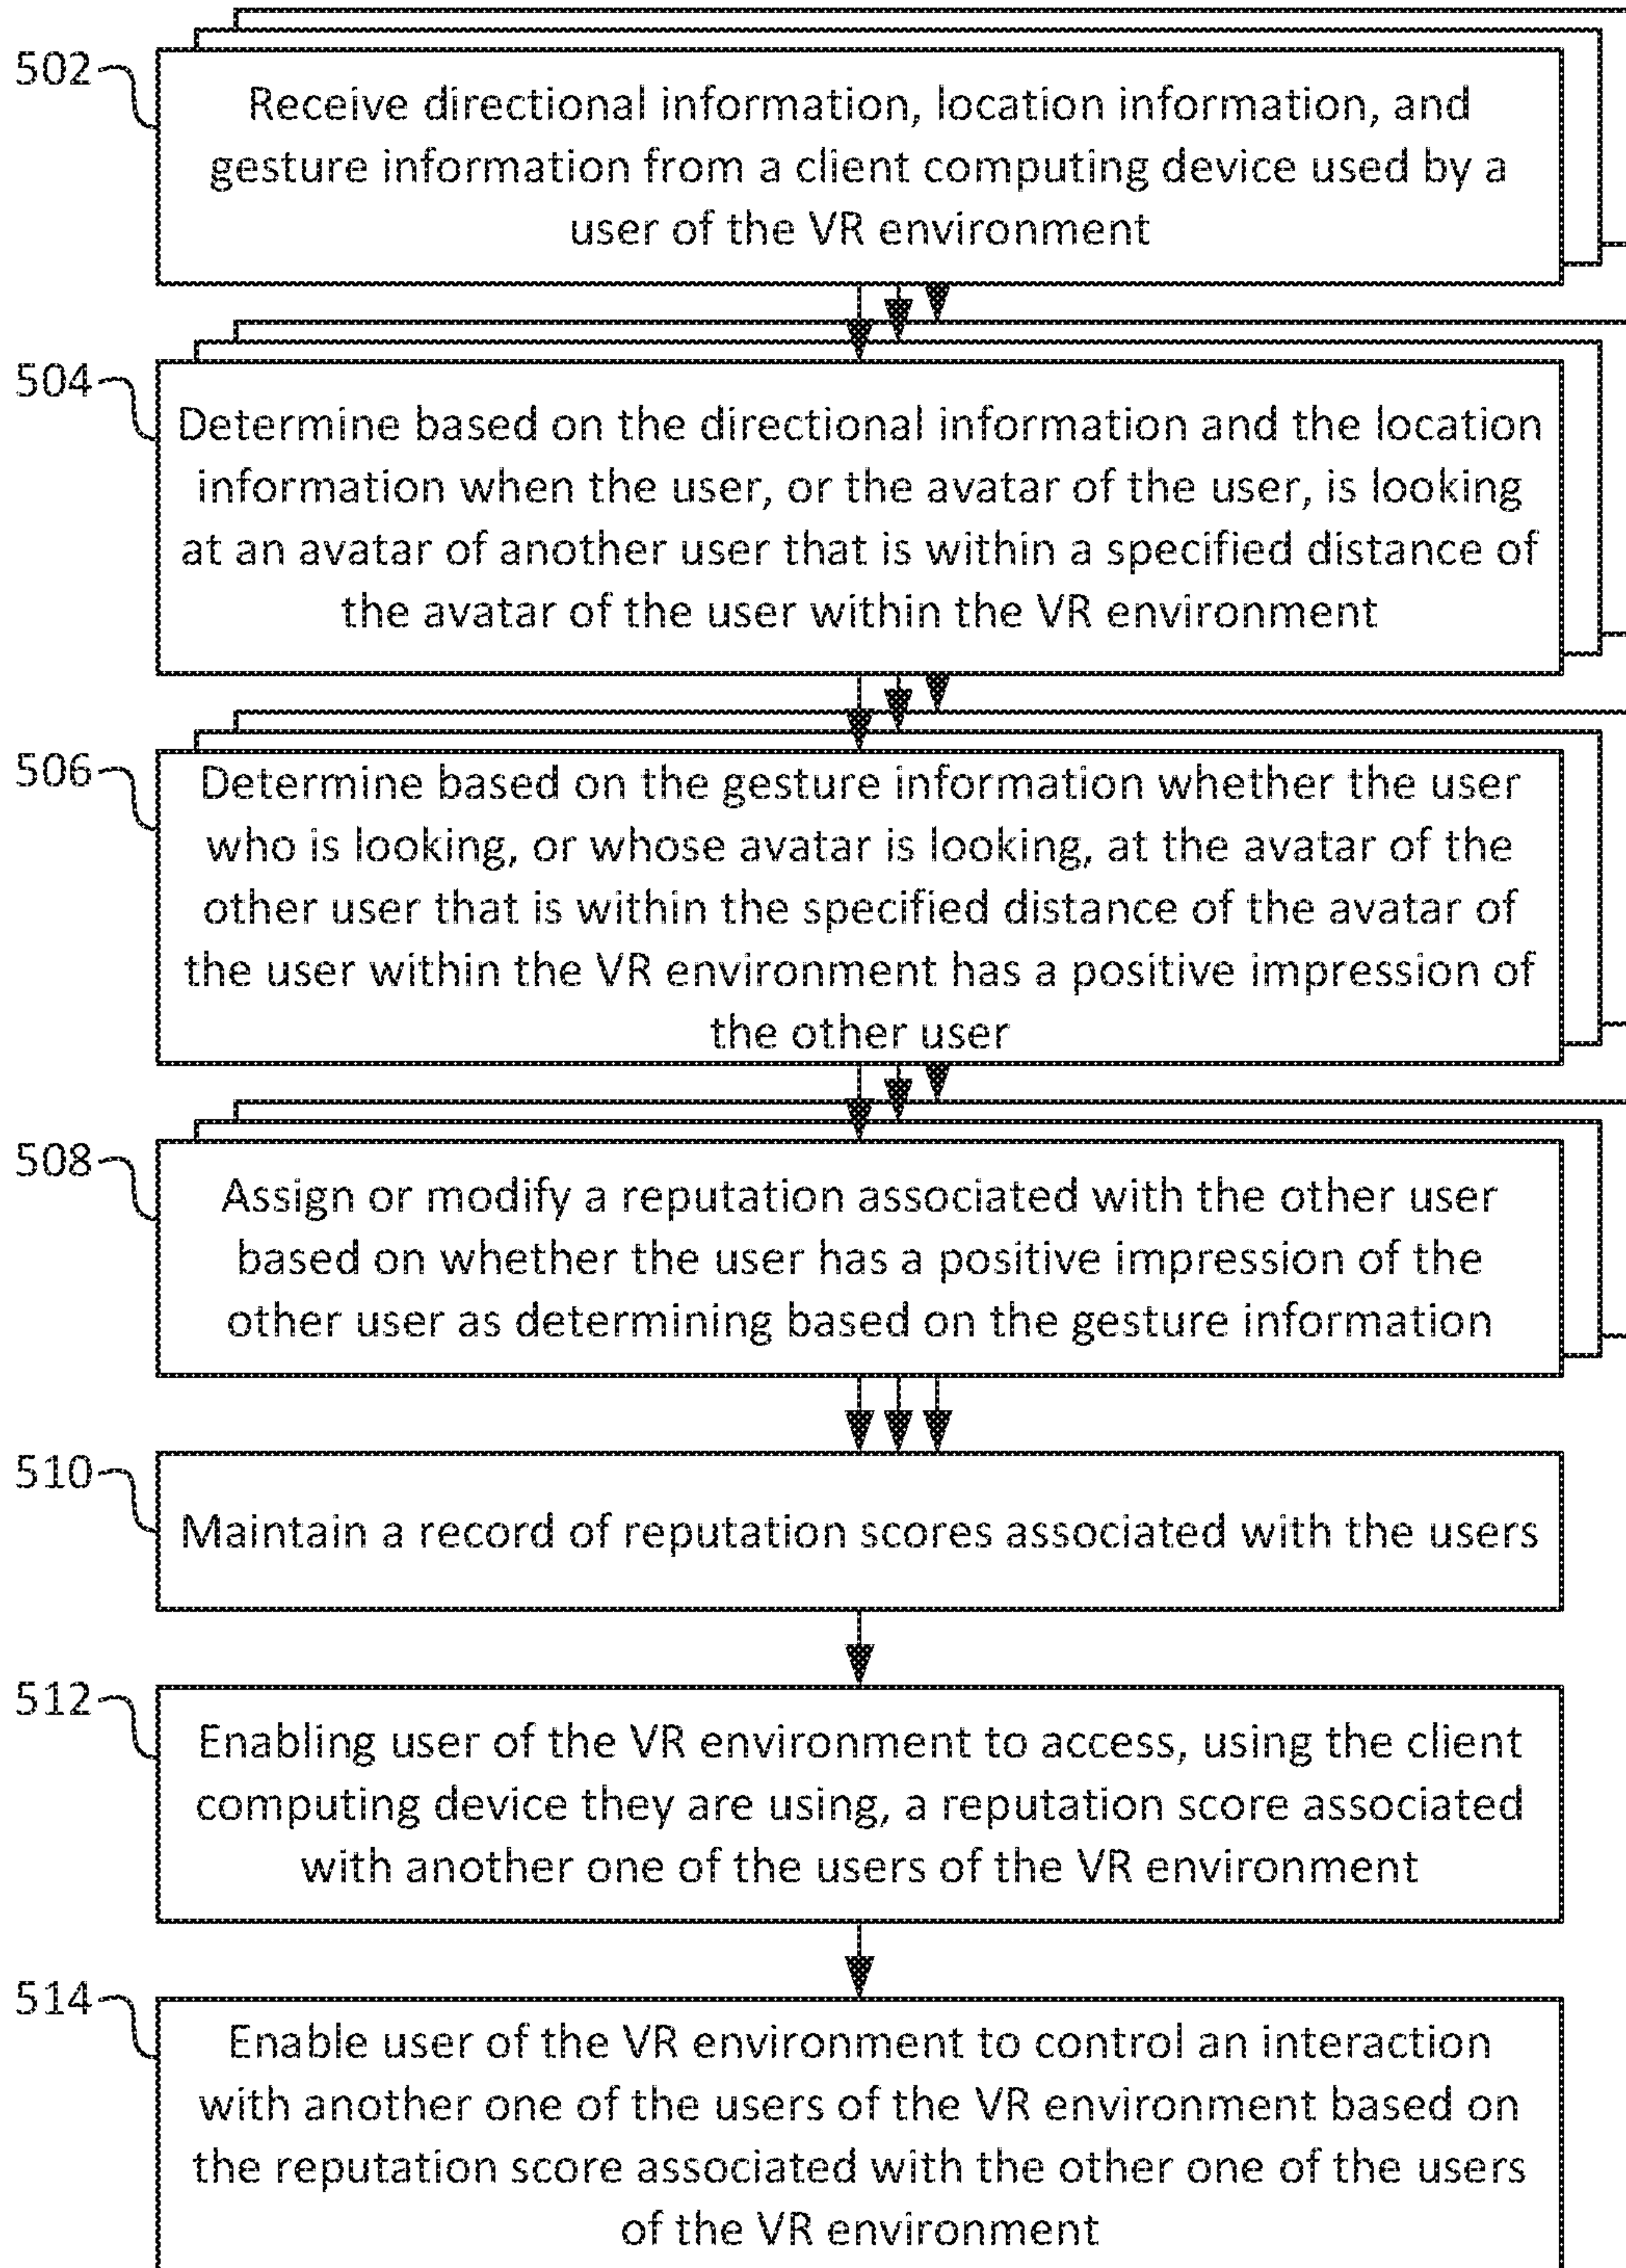 502
Receive directional information, location information, and
gesture information from a client computing device used by a
user of the VR environment
504
Determine based on the directional information and the location
information when the user, or the avatar of the user, is looking
at an avatar of another user that is within a specified distance of
the avatar of the user within the VR environment
506
Determine based on the gesture information whether the user
who is looking, or whose avatar is looking, at the avatar of the
other user that is within the specified distance of the avatar of
the user within the VR environment has a positive impression of
the other user
508
Assign or modify a reputation associated with the other user
based on whether the user has a positive impression of the
other user as determining based on the gesture information
510
Maintain a record of reputation scores associated with the users
512
Enabling user of the VR environment to access, using the client
computing device they are using, a reputation score associated
with another one of the users of the VR environment
514
Enable user of the VR environment to control an interaction
with another one of the users of the VR environment based on
the reputation score associated with the other one of the users
of the VR environment